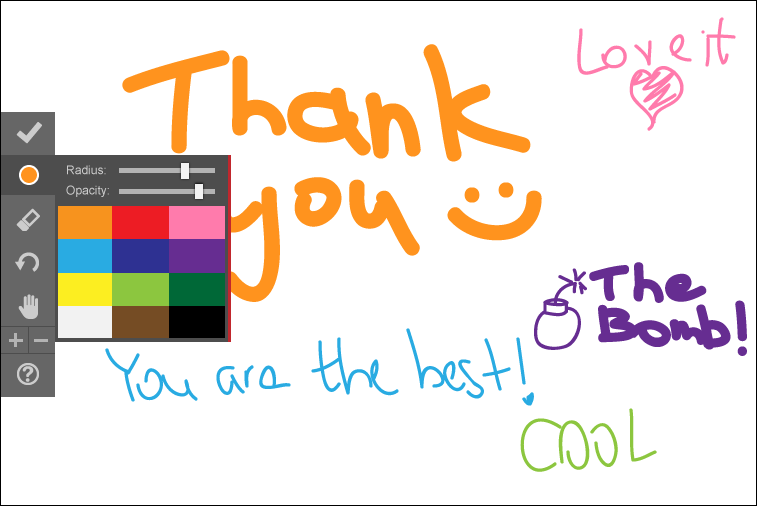 Love it
Thank
you
Radius:
Opacity:
The
Bomb!
You are the best!
COOL